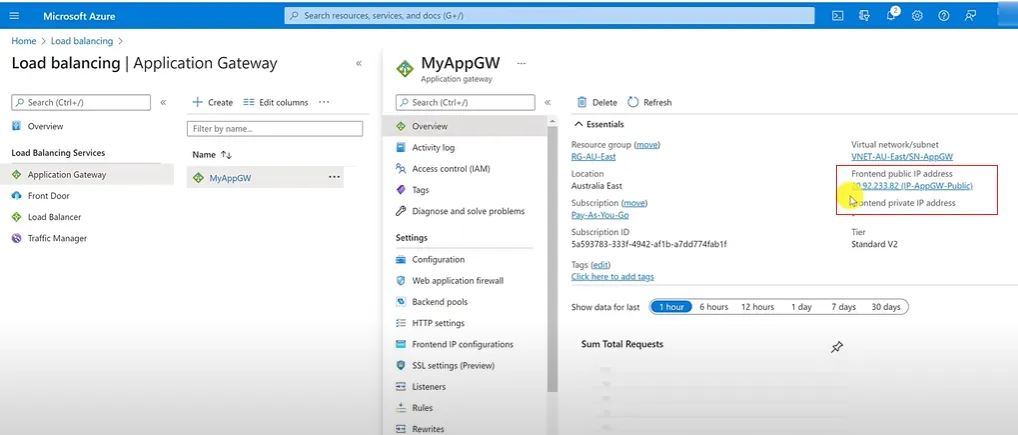 Microsoft Azure
Search resources, services, and docs (G+/)
2
Home > Load balancing >
Load balancing | Application Gateway
«
Search (Ctrl+/)
«
Overview
Load Balancing Services
Application Gateway
Front Door
Load Balancer
Traffic Manager
+ Create
Edit columns
...
Filter by name...
Name ↑↓
MyAppGW
...
MyAppGW
...
Application gateway
Search (Ctrl+/)
«
Overview
Activity log
Access control (IAM)
Tags
Diagnose and solve problems
Settings
Configuration
Web application firewall
Backend pools
HTTP settings
Frontend IP configurations
SSL settings (Preview)
Listeners
Rules
Rewrites
Delete
Refresh
Essentials
Resource group (move)
RG-AU-East
Location
Australia East
Subscription (move)
Pay-As-You-Go
Subscription ID
5a593783-333f-4942-af1b-a7dd774fab1f
Tags (edit)
Click here to add tags
Virtual network/subnet
VNET-AU-East/SN-AppGW
Frontend public IP address
(IP-AppGW-Public)
private IP address
-
Tier
Standard V2
Show data for last
1 hour
6 hours
12 hours
1 day
7 days
30 days
Sum Total Requests